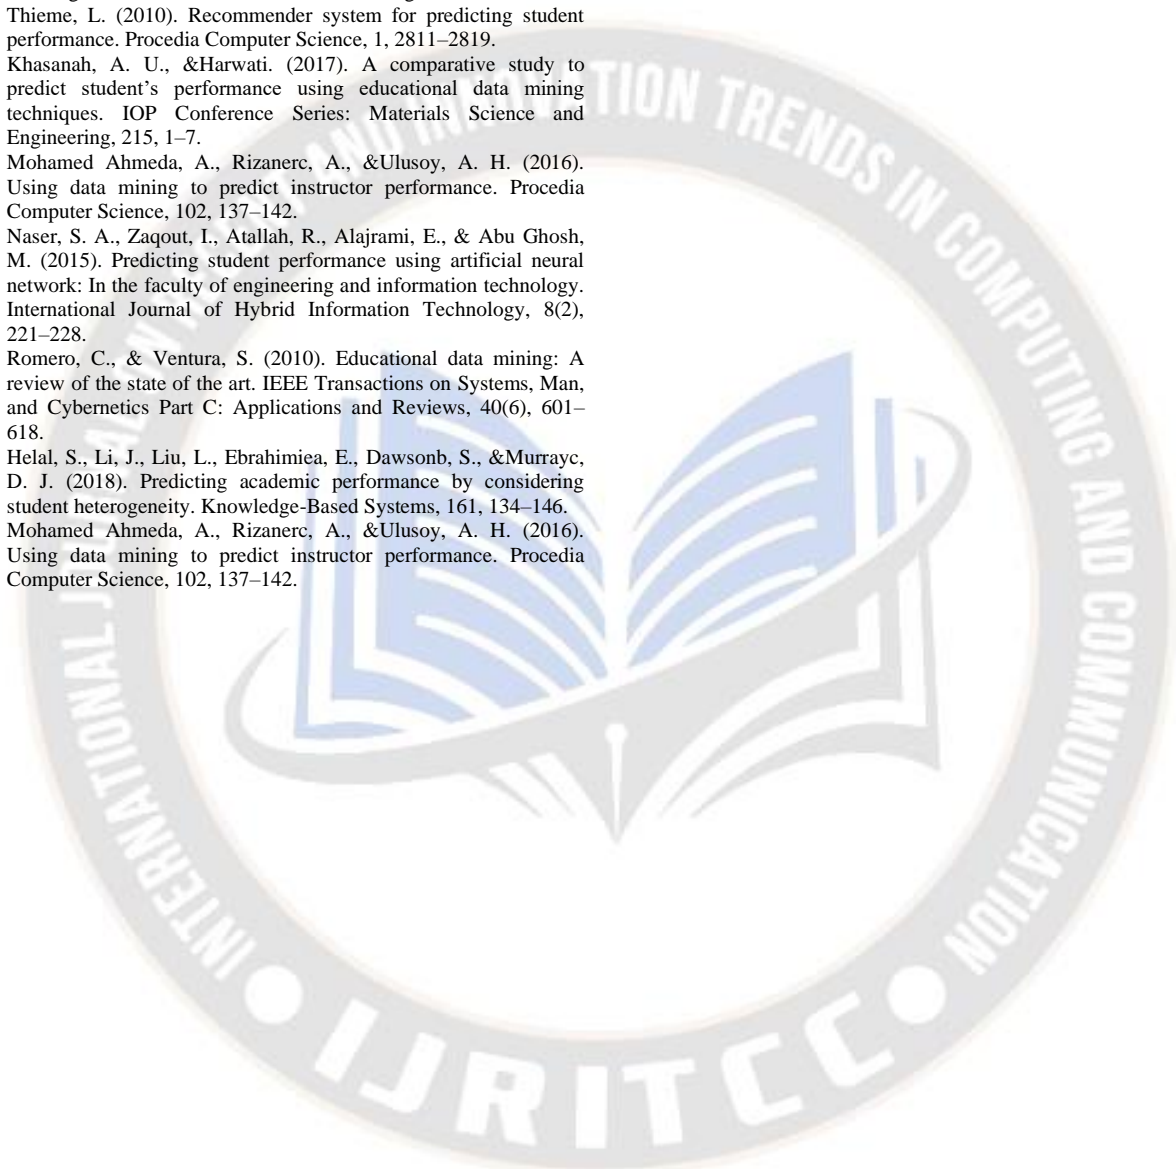 Thieme, L. (2010). Recommender system for predicting student
performance. Procedia Computer Science, 1, 2811–2819.
Khasanah, A. U., &Harwati. (2017). A comparative study to
predict student’s performance using educational data mining
techniques. IOP Conference Series: Materials Science and
Engineering, 215, 1–7.
Mohamed Ahmeda, A., Rizanerc, A., &Ulusoy, A. H. (2016).
Using data mining to predict instructor performance. Procedia
Computer Science, 102, 137–142.
Naser, S. A., Zaqout, I., Atallah, R., Alajrami, E., & Abu Ghosh,
M. (2015). Predicting student performance using artificial neural
network: In the faculty of engineering and information technology.
International Journal of Hybrid Information Technology, 8(2),
221–228.
Romero, C., & Ventura, S. (2010). Educational data mining: A
review of the state of the art. IEEE Transactions on Systems, Man,
and Cybernetics Part C: Applications and Reviews, 40(6), 601–
618.
Helal, S., Li, J., Liu, L., Ebrahimiea, E., Dawsonb, S., &Murrayc,
D. J. (2018). Predicting academic performance by considering
student heterogeneity. Knowledge-Based Systems, 161, 134–146.
Mohamed Ahmeda, A., Rizanerc, A., &Ulusoy, A. H. (2016).
Using data mining to predict instructor performance. Procedia
Computer Science, 102, 137–142.
INTERNATIONAL AND INNOVATION TRENDS IN COMPUTING AND COMMUNICATION
IJRITCC